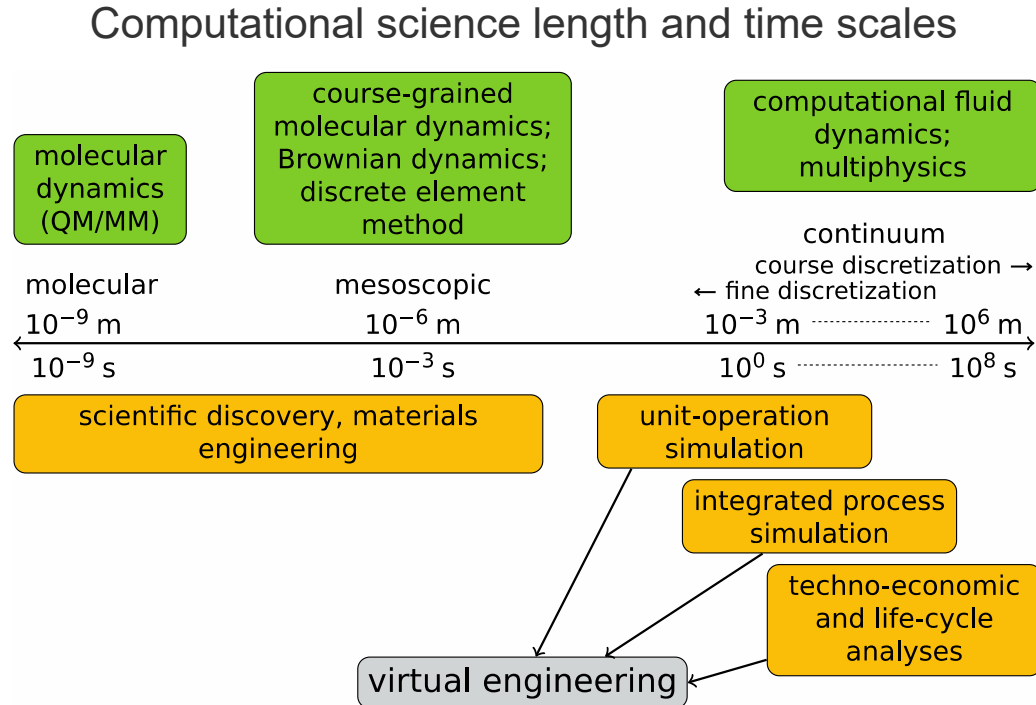 Computational science length and time scales
molecular
dynamics
(QM/MM)
course-grained
molecular dynamics;
Brownian dynamics;
discrete element
method
computational fluid
dynamics;
multiphysics
continuum
course discretization →
← fine discretization
molecular
mesoscopic
10⁻⁹ m
10⁻⁶ m
10⁻³ m
10⁶ m
10⁻⁹ s
10⁻³ s
10⁰ s
10⁸ s
scientific discovery, materials
engineering
unit-operation
simulation
integrated process
simulation
techno-economic
and life-cycle
analyses
virtual engineering